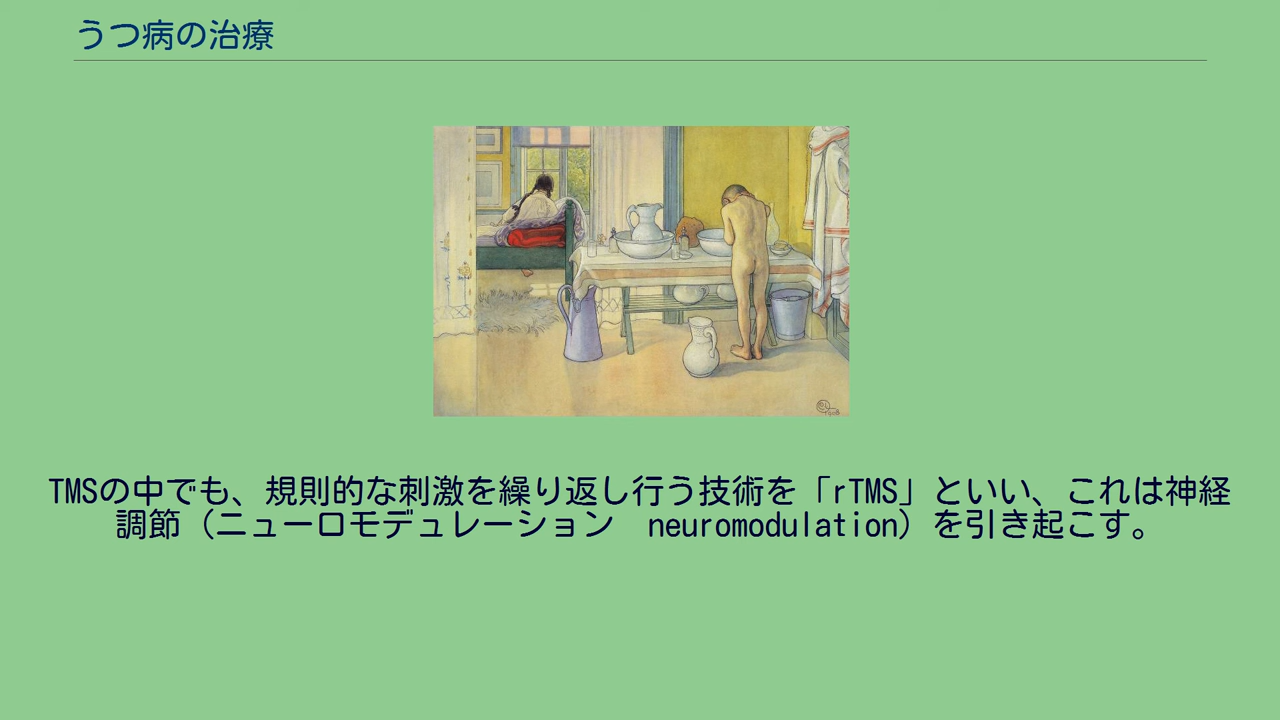 うつ病の治療
TMSの中でも、規則的な刺激を繰り返し行う技術を「rTMS」といい、これは神経
調節（ニューロモデュレーション　neuromodulation）を引き起こす。